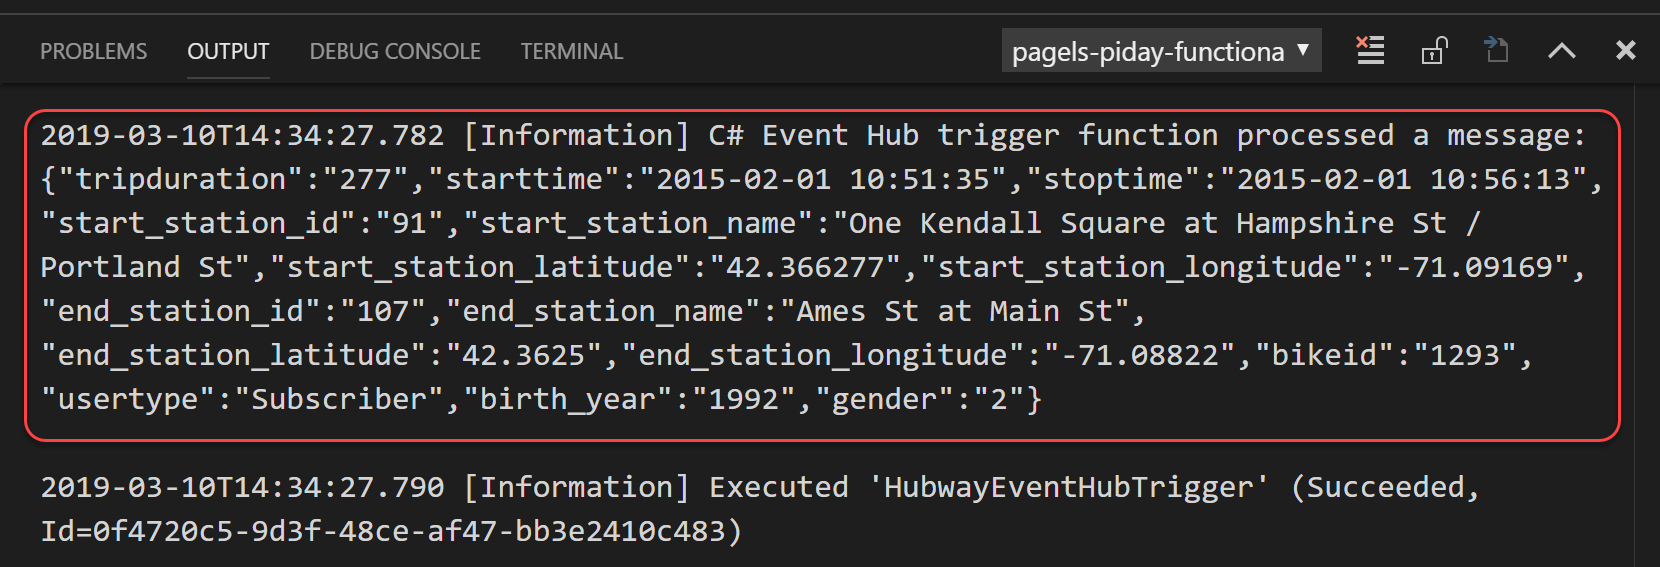 PROBLEMS OUTPUT DEBUG CONSOLE TERMINAL pagels-piday-functiona
2019-03-10T14:34:27.782 [Information] C# Event Hub trigger function processed a message:
{"tripduration":"277","starttime":"2015-02-01 10:51:35","stoptime":"2015-02-01 10:56:13",
"start_station_id":"91","start_station_name":"One Kendall Square at Hampshire St /
Portland St","start_station_latitude":"42.366277","start_station_longitude":"-71.09169",
"end_station_id":"107","end_station_name":"Ames St at Main St",
"end_station_latitude":"42.3625","end_station_longitude":"-71.08822","bikeid":"1293",
"usertype":"Subscriber","birth_year":"1992","gender":"2"}
2019-03-10T14:34:27.790 [Information] Executed 'HubwayEventHubTrigger' (Succeeded,
Id=0f4720c5-9d3f-48ce-af47-bb3e2410c483)